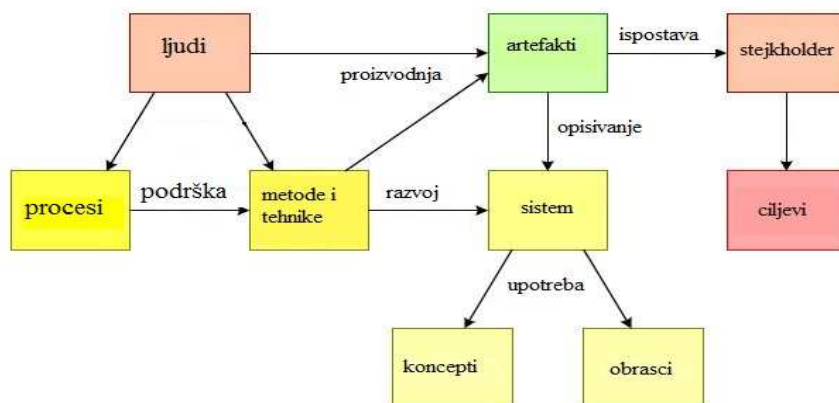 ljudi
artefakti
ispostava
stejkholder
proizvodnja
opisivanje
procesi
podrška
metode i
tehnike
razvoj
sistem
ciljevi
upotreba
koncepti
obrasci